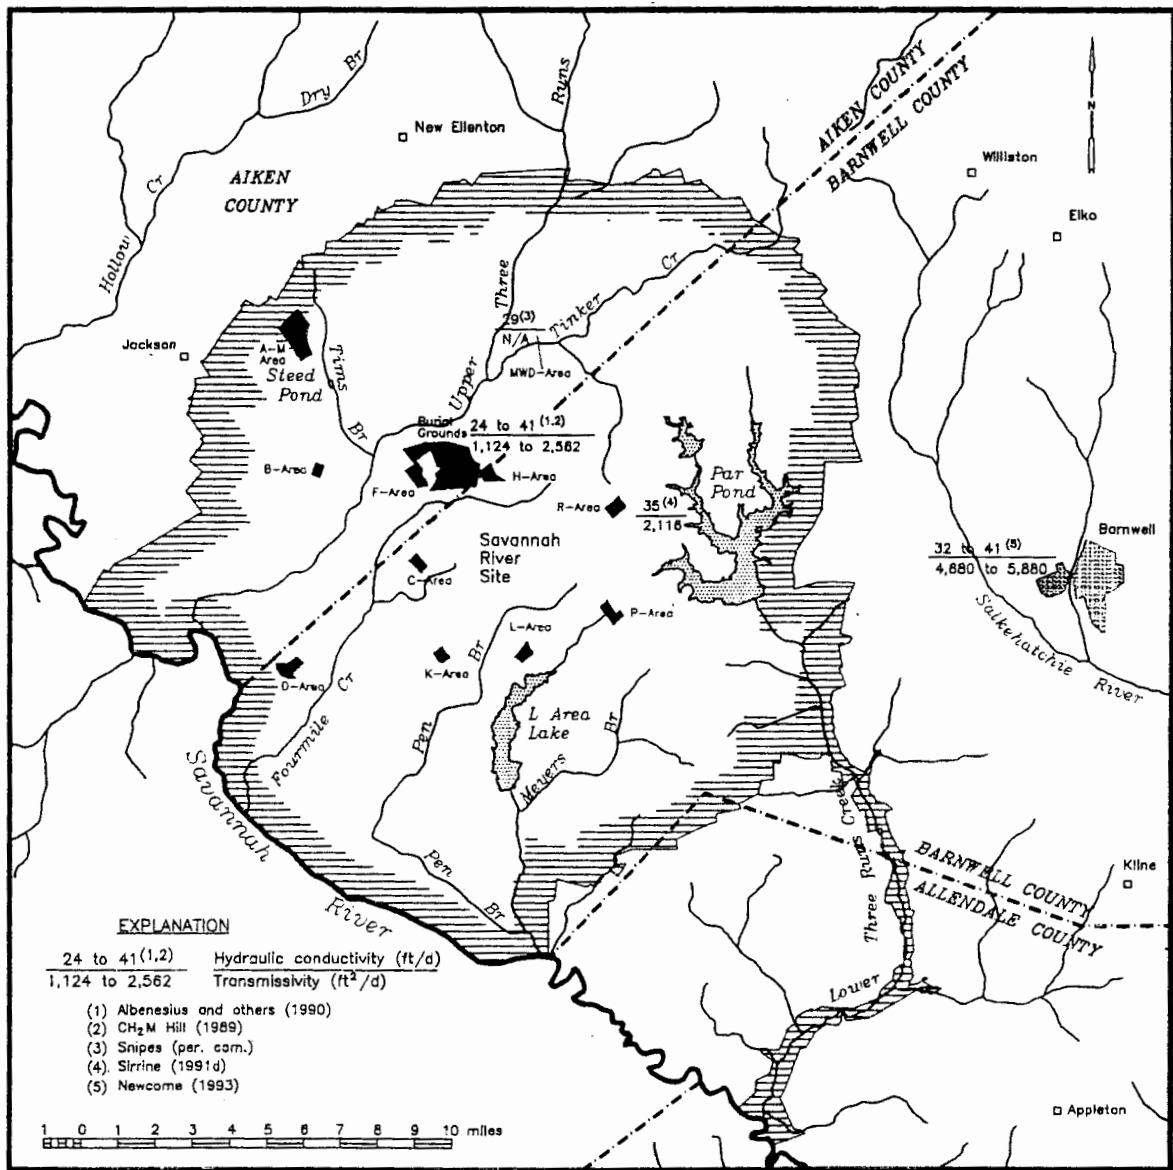 Dry Br
Runs
AIKEN COUNTY
BARNWELL COUNTY
N
New Ellenton
Williston
AIKEN
COUNTY
Elko
Hollow Cr
Three
Tinker Cr
29(3)
N/A
MWD-Area
Jackson
A-M
Area
Steed
Pond
Tims
Br
Upper
Burial
Grounds
24 to 41 (1,2)
1,124 to 2,562
B-Area
F-Area
H-Area
Par
Pond
R-Area
35(4)
2,116
Savannah
River
Site
Barnwell
32 to 41 (5)
4,680 to 5,880
C-Area
P-Area
Salkehatchie River
L-Area
K-Area
D-Area
Fourmile Cr
Pen Br
L Area
Lake
Meyers Br
Savannah
River
Pen Br
Lower Three Runs Creek
BARNWELL COUNTY
ALLENDALE COUNTY
Kline
EXPLANATION
24 to 41(1,2) Hydraulic conductivity (ft/d)
1,124 to 2,562 Transmissivity (ft²/d)
(1) Albenesius and others (1990)
(2) CH₂M Hill (1989)
(3) Snipes (per. com.)
(4). Sirrine (1991d)
(5) Newcome (1993)
Appleton
1 0 1 2 3 4 5 6 7 8 9 10 miles